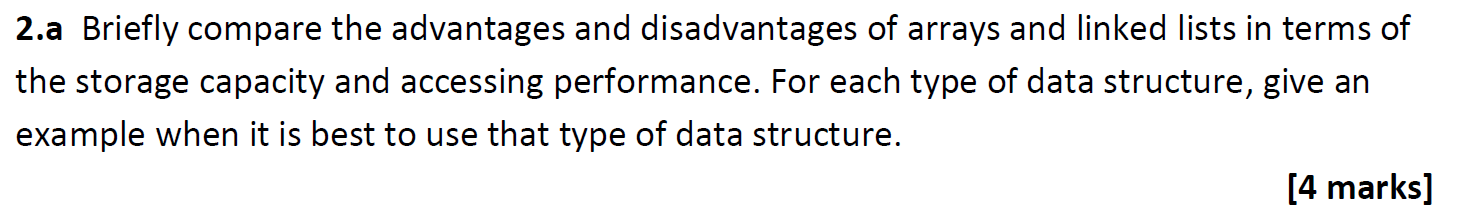 2.a Briefly compare the advantages and disadvantages of arrays and linked lists in terms of
the storage capacity and accessing performance. For each type of data structure, give an
example when it is best to use that type of data structure.
[4 marks]